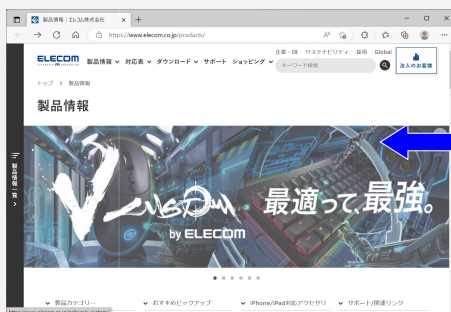 製品情報 | エレコム株式会社
https://www.elecom.co.jp/products/
企業・IR サステナビリティ 採用 Global
ELECOM 製品情報 対応表 ダウンロード サポート ショッピング キーワード検索 法人のお客様
トップ > 製品情報
製品情報
製品情報一覧
V custom
by ELECOM
最適って、最強。
製品カテゴリー おすすめピックアップ iPhone/iPad対応アクセサリ サポート/関連リンク